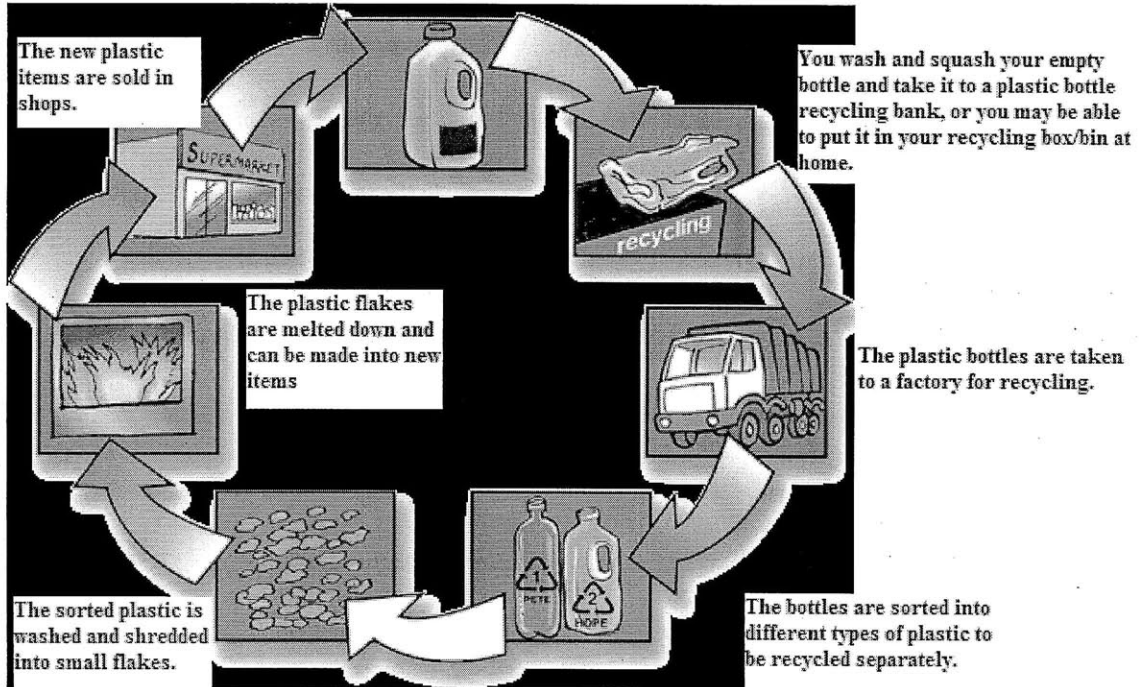 The new plastic
items are sold in
shops.
SUPERMARKET
You wash and squash your empty
bottle and take it to a plastic bottle
recycling bank, or you may be able
to put it in your recycling box/bin at
home.
recycling
The plastic bottles are taken
to a factory for recycling.
The bottles are sorted into
different types of plastic to
be recycled separately.
1
PETE
2
HDPE
The sorted plastic is
washed and shredded
into small flakes.
The plastic flakes
are melted down and
can be made into new
items